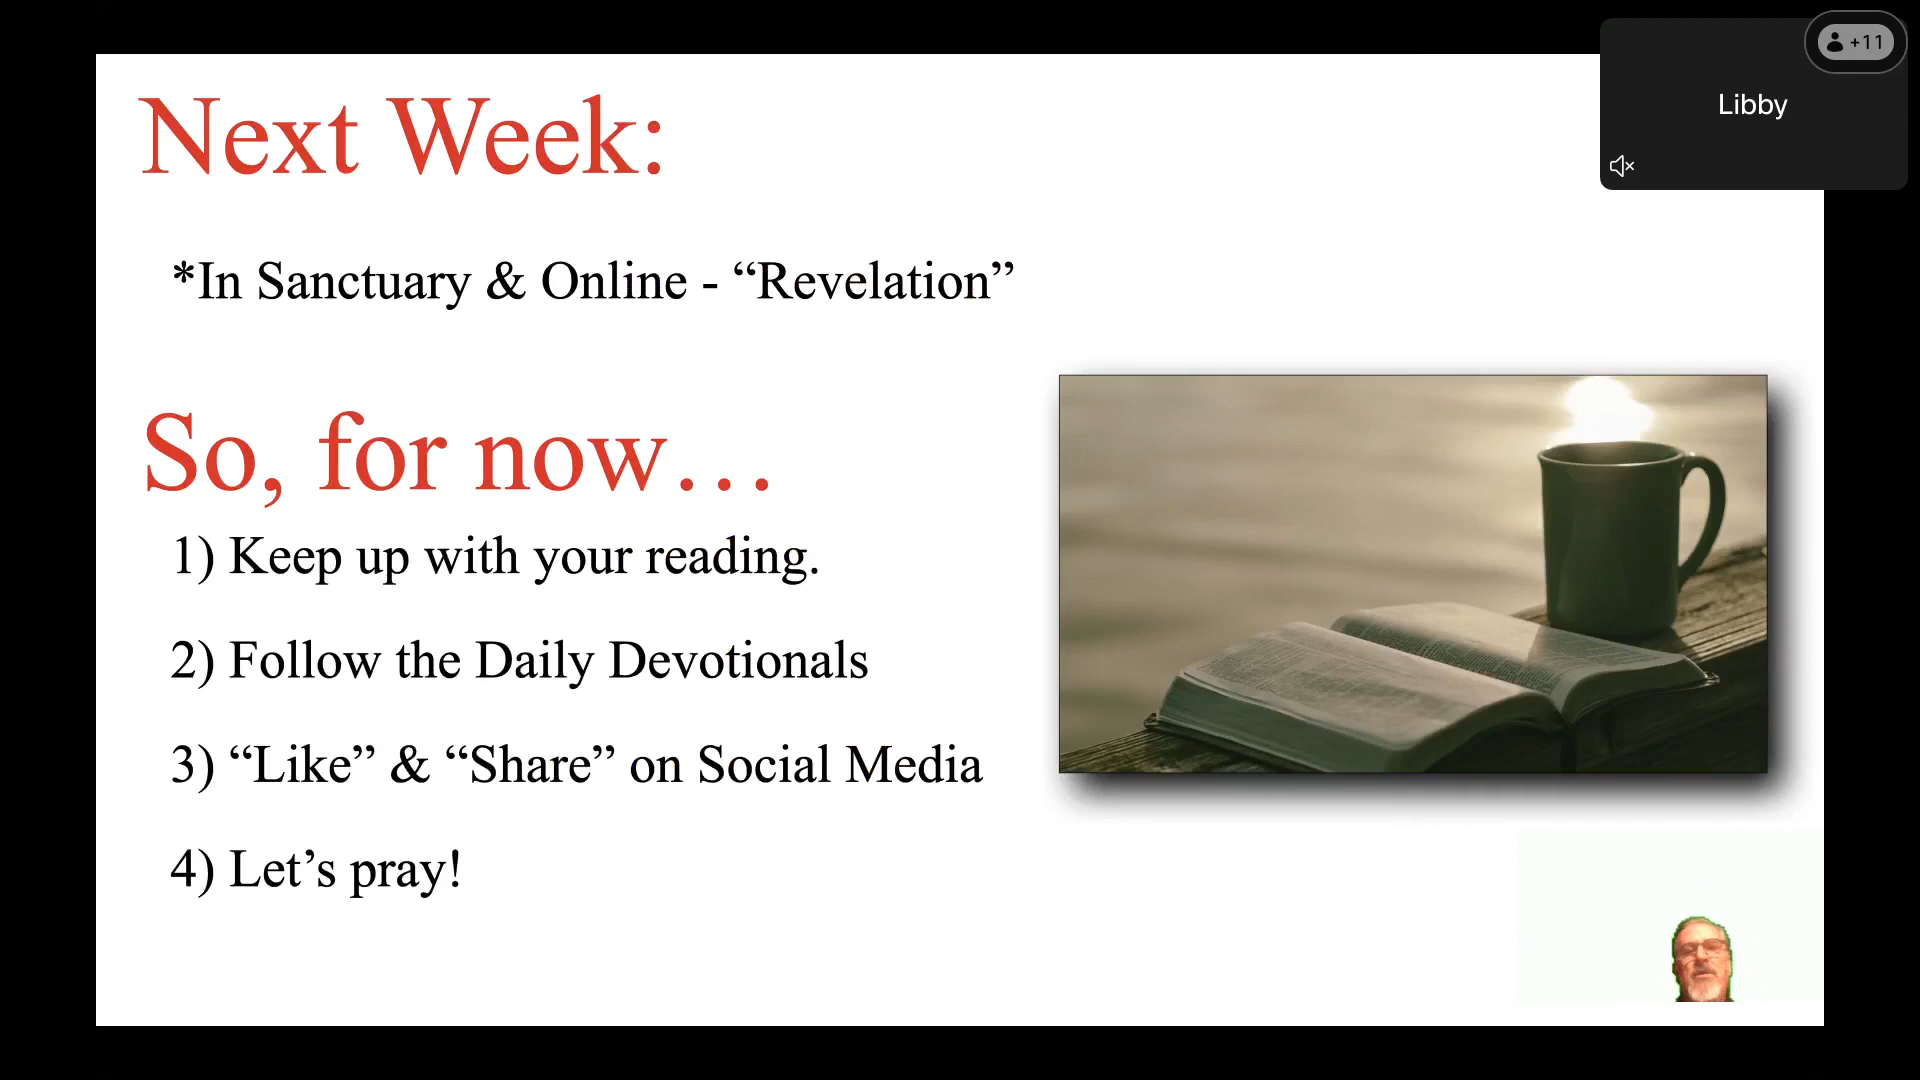 +11
Libby
Next Week:
*In Sanctuary & Online - “Revelation”
So, for now…
1) Keep up with your reading.
2) Follow the Daily Devotionals
3) “Like” & “Share” on Social Media
4) Let’s pray!